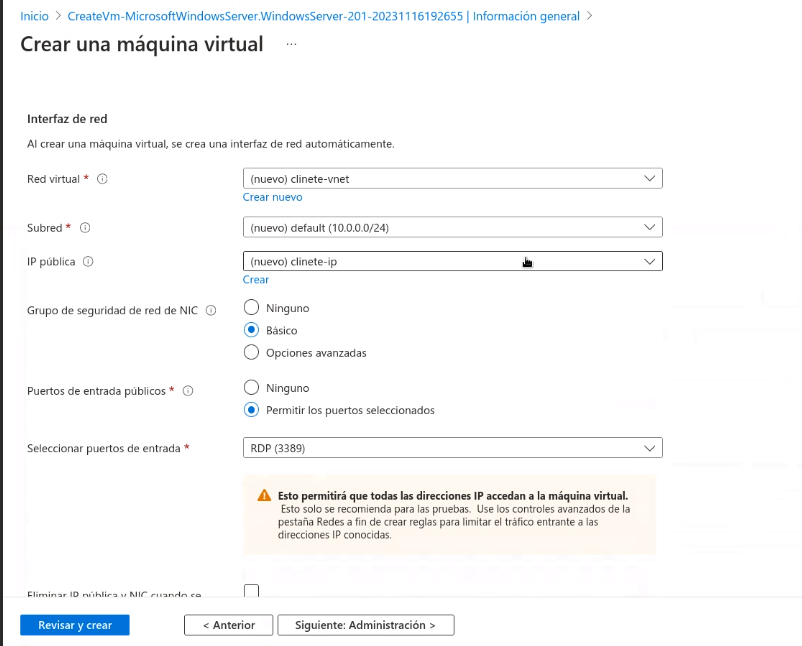 Inicio > CreateVm-MicrosoftWindowsServer.WindowsServer-201-20231116192655 | Información general >
Crear una máquina virtual ...
Interfaz de red
Al crear una máquina virtual, se crea una interfaz de red automáticamente.
Red virtual * (nuevo) clinete-vnet
Crear nuevo
Subred * (nuevo) default (10.0.0.0/24)
IP pública (nuevo) clinete-ip
Crear
Grupo de seguridad de red de NIC Ninguno
Básico
Opciones avanzadas
Puertos de entrada públicos * Ninguno
Permitir los puertos seleccionados
Seleccionar puertos de entrada * RDP (3389)
Esto permitirá que todas las direcciones IP accedan a la máquina virtual.
Esto solo se recomienda para las pruebas. Use los controles avanzados de la
pestaña Redes a fin de crear reglas para limitar el tráfico entrante a las
direcciones IP conocidas.
Eliminar IP pública y NIC cuando se
Revisar y crear < Anterior Siguiente: Administración >